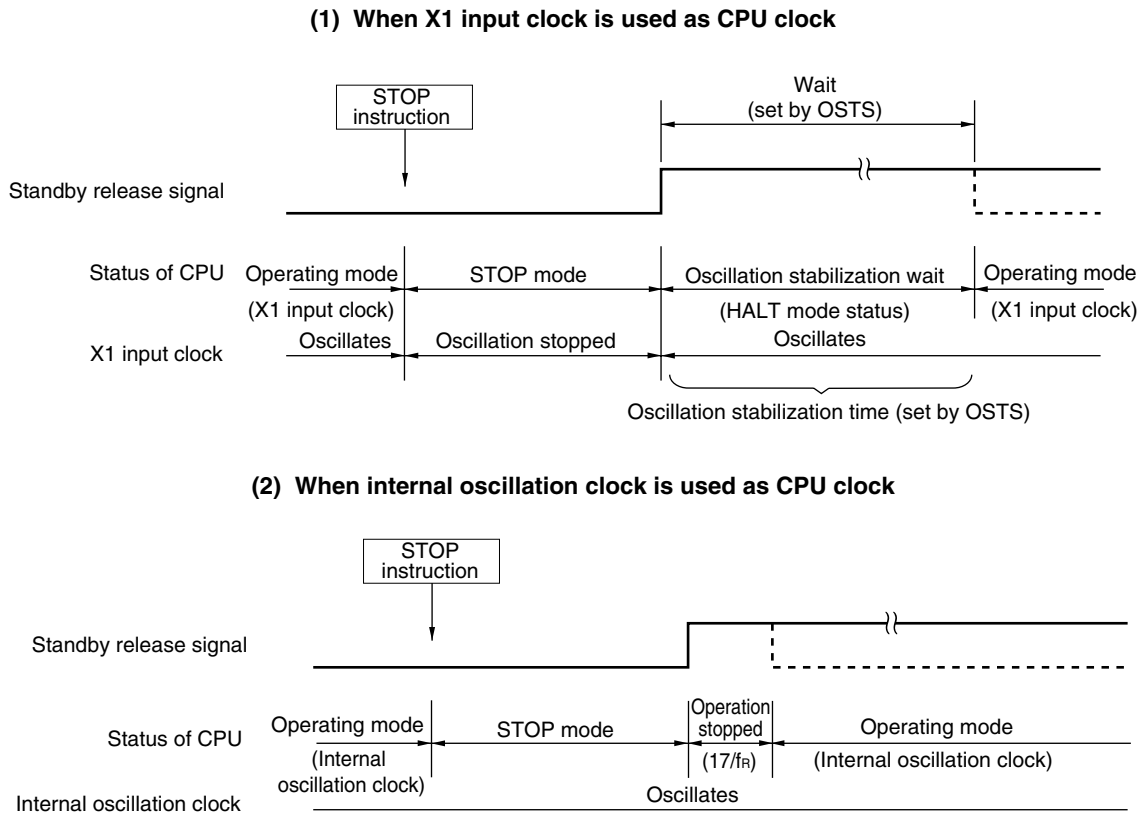 (1) When X1 input clock is used as CPU clock
STOP
instruction
Wait
(set by OSTS)
Standby release signal
Status of CPU
Operating mode
(X1 input clock)
STOP mode
Oscillation stabilization wait
(HALT mode status)
Operating mode
(X1 input clock)
X1 input clock
Oscillates
Oscillation stopped
Oscillates
Oscillation stabilization time (set by OSTS)
(2) When internal oscillation clock is used as CPU clock
STOP
instruction
Standby release signal
Status of CPU
Operating mode
(Internal
oscillation clock)
STOP mode
Operation
stopped
(17/fR)
Operating mode
(Internal oscillation clock)
Internal oscillation clock
Oscillates